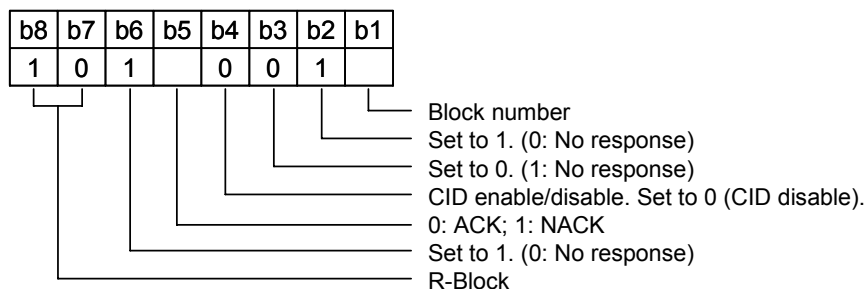 b8 b7 b6 b5 b4 b3 b2 b1
1 0 1 0 0 1
Block number
Set to 1. (0: No response)
Set to 0. (1: No response)
CID enable/disable. Set to 0 (CID disable).
0: ACK; 1: NACK
Set to 1. (0: No response)
R-Block